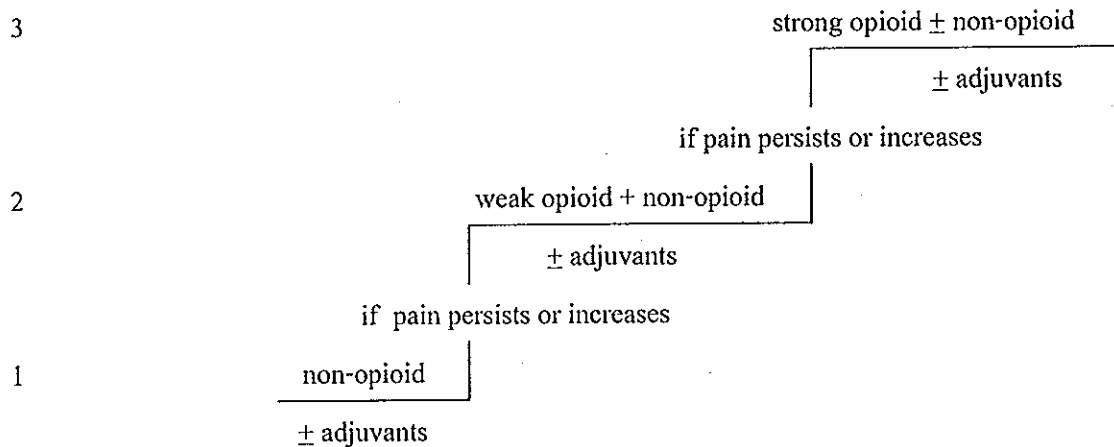 3
strong opioid ± non-opioid
± adjuvants
if pain persists or increases
2
weak opioid + non-opioid
± adjuvants
if pain persists or increases
1
non-opioid
± adjuvants